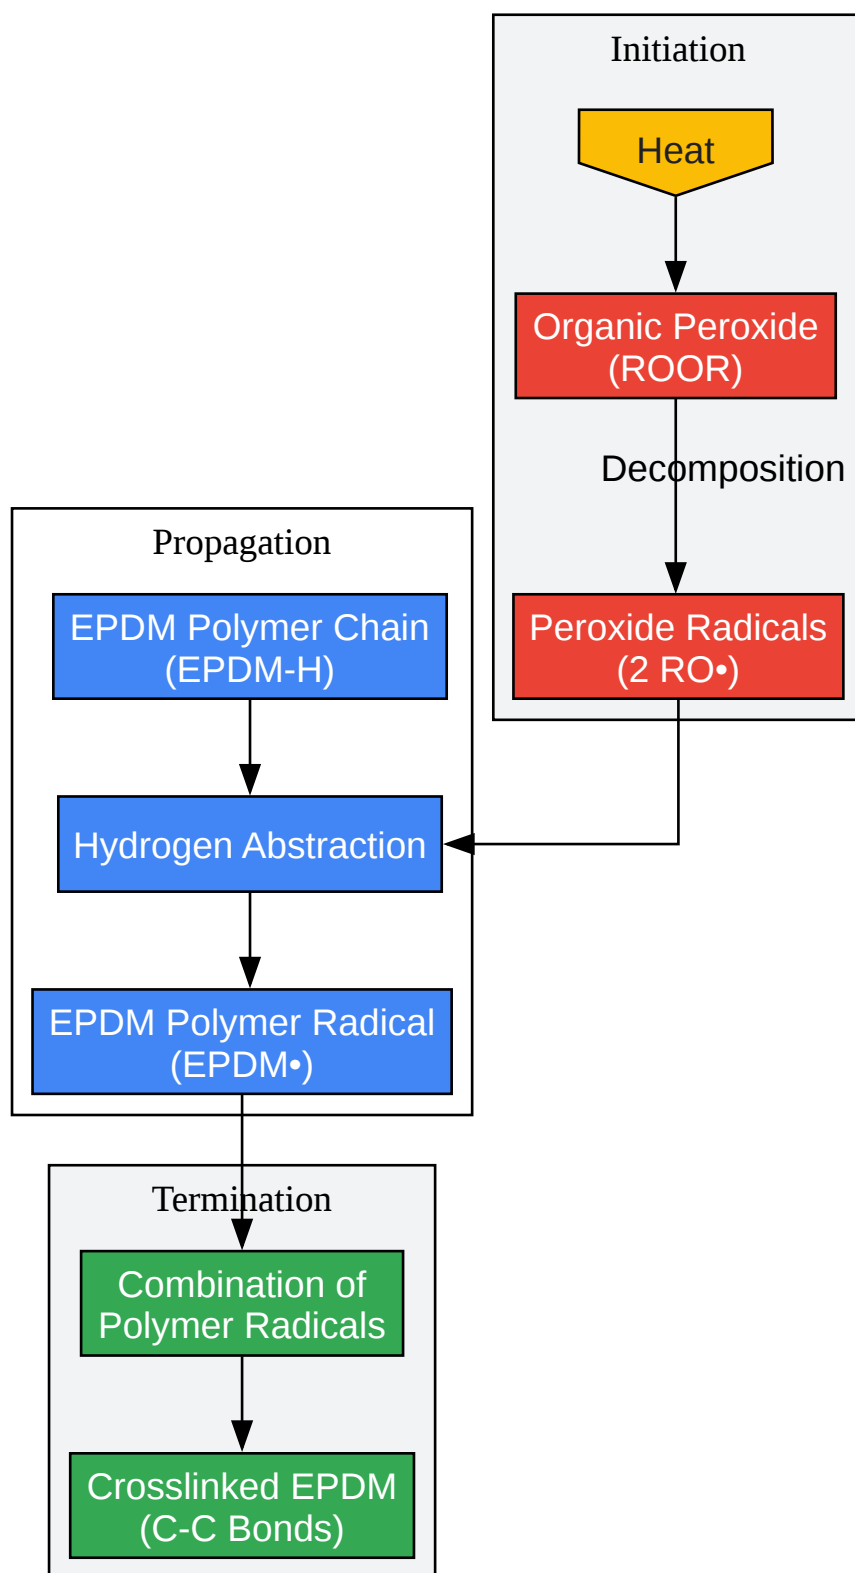 Initiation
Heat
Organic Peroxide
(ROOR)
Decomposition
Peroxide Radicals
(2 RO•)
Propagation
EPDM Polymer Chain
(EPDM-H)
Hydrogen Abstraction
EPDM Polymer Radical
(EPDM•)
Termination
Combination of
Polymer Radicals
Crosslinked EPDM
(C-C Bonds)